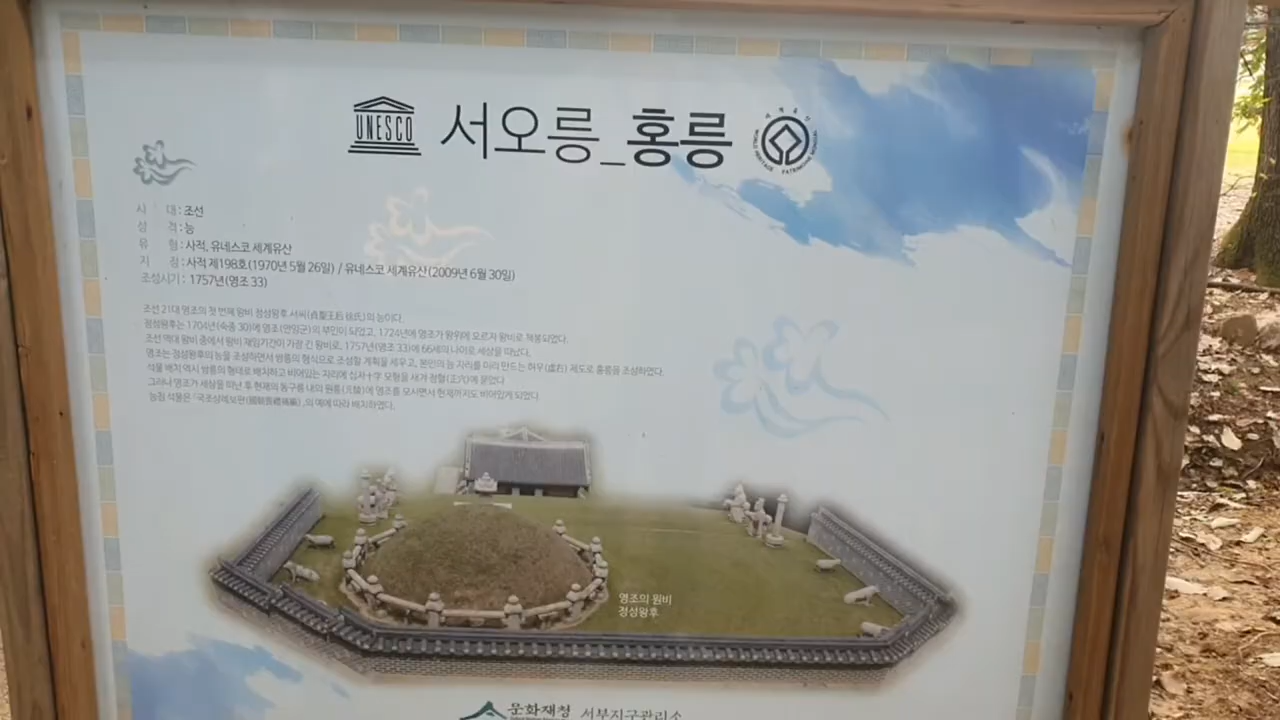 UNESCO
서오릉_홍릉
WORLD HERITAGE PATRIMOINE MONDIAL
시 대 : 조선
성 격 : 능
유 형 : 사적, 유네스코 세계유산
지 정 : 사적 제198호(1970년 5월 26일) / 유네스코 세계유산(2009년 6월 30일)
조성시기 : 1757년(영조 33)
조선 21대 영조의 첫 번째 왕비 정성왕후 서씨(貞聖王后 徐氏)의 능이다.
정성왕후는 1704년(숙종 30)에 영조(연잉군)의 부인이 되었고, 1724년에 영조가 왕위에 오르자 왕비로 책봉되었다.
조선 역대 왕비 중에서 왕비 재임기간이 가장 긴 왕비로, 1757년(영조 33)에 66세의 나이로 세상을 떠났다.
영조는 정성왕후의 능을 조성하면서 쌍릉의 형식으로 조성할 계획을 세우고, 본인의 능 자리를 미리 만드는 허우(虛右) 제도로 홍릉을 조성하였다.
석물 배치 역시 쌍릉의 형태로 배치하고 비어있는 자리에 십자十字 모형을 새겨 정혈(正穴)에 묻었다
그러나 영조가 세상을 떠난 후 현재의 동구릉 내의 원릉(元陵)에 영조를 모시면서 현재까지도 비어있게 되었다
능침 석물은 『국조상례보편(國朝喪禮補編)』의 예에 따라 배치하였다.
영조의 원비
정성왕후
문화재청 서부지구관리소